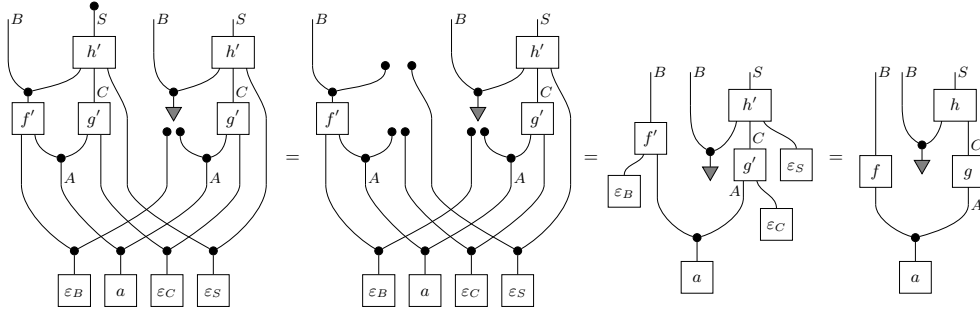 B S B S
h′ h′
C C
f′ g′ g′
A A
ε_B a ε_C ε_S
=
B B S
h′
C
f′ g′
A A
ε_B a ε_C ε_S
=
B B S
h′
C
f′ g′ ε_S
A
ε_B ε_C
a
=
B B S
h
C
f g
A
a